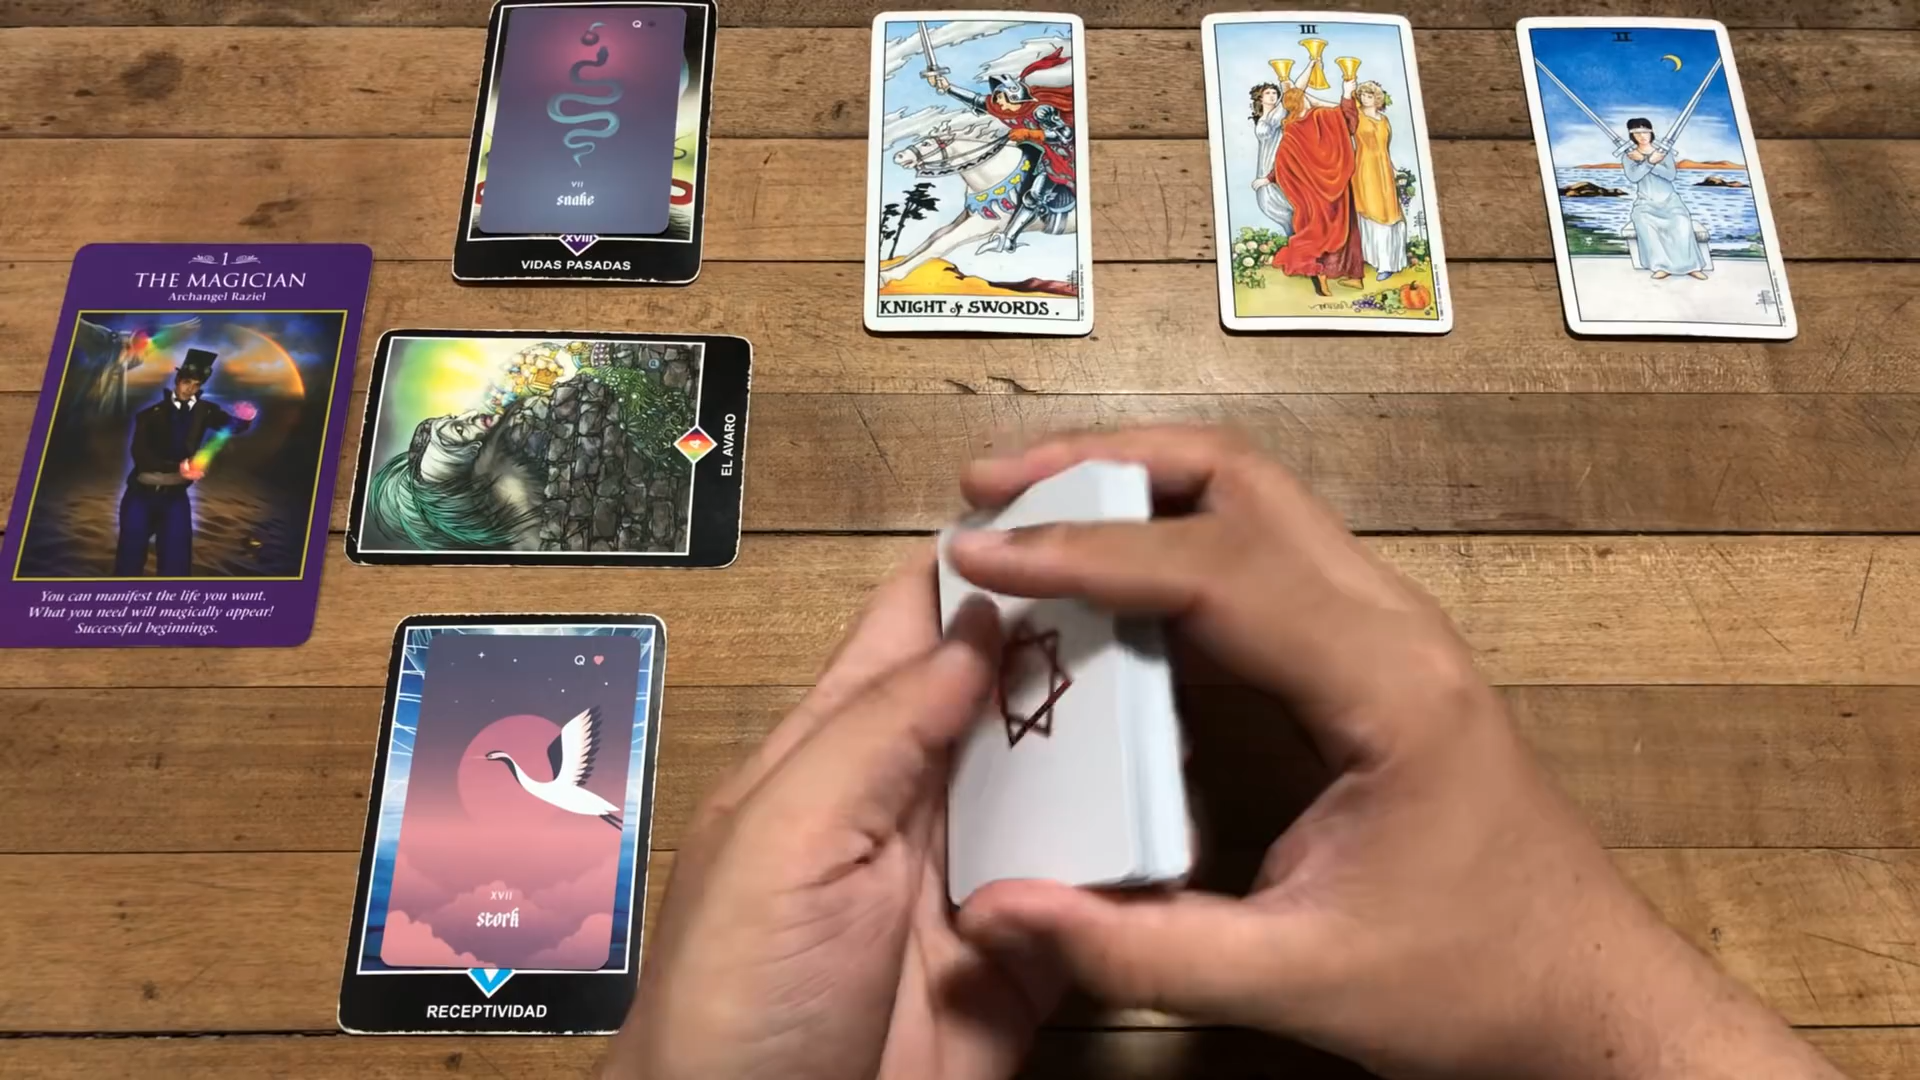 Q
VII
snake
XVIII
VIDAS PASADAS
KNIGHT of SWORDS .
III
II
1
THE MAGICIAN
Archangel Raziel
You can manifest the life you want.
What you need will magically appear!
Successful beginnings.
4
EL AVARO
Q
XVII
stork
RECEPTIVIDAD